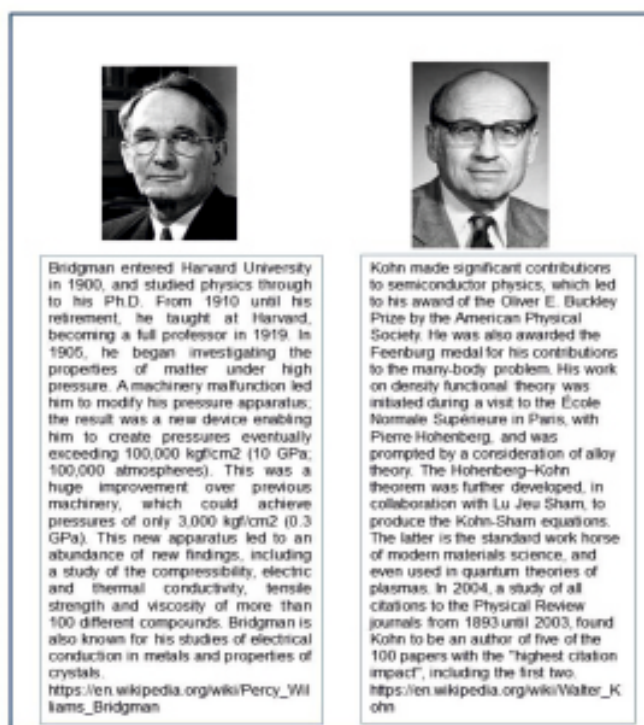 Bridgman entered Harvard University
in 1900, and studied physics through
to his Ph.D. From 1910 until his
retirement, he taught at Harvard,
becoming a full professor in 1919. In
1905, he began investigating the
properties of matter under high
pressure. A machinery malfunction led
him to modify his pressure apparatus;
the result was a new device enabling
him to create pressures eventually
exceeding 100,000 kgf/cm2 (10 GPa;
100,000 atmospheres). This was a
huge improvement over previous
machinery, which could achieve
pressures of only 3,000 kgf/cm2 (0.3
GPa). This new apparatus led to an
abundance of new findings, including
a study of the compressibility, electric
and thermal conductivity, tensile
strength and viscosity of more than
100 different compounds. Bridgman is
also known for his studies of electrical
conduction in metals and properties of
crystals.
https://en.wikipedia.org/wiki/Percy_Wil
liams_Bridgman
Kohn made significant contributions
to semiconductor physics, which led
to his award of the Oliver E. Buckley
Prize by the American Physical
Society. He was also awarded the
Feenburg medal for his contributions
to the many-body problem. His work
on density functional theory was
initiated during a visit to the École
Normale Supérieure in Paris, with
Pierre Hohenberg, and was
prompted by a consideration of alloy
theory. The Hohenberg–Kohn
theorem was further developed, in
collaboration with Lu Jeu Sham, to
produce the Kohn-Sham equations.
The latter is the standard work horse
of modern materials science, and
even used in quantum theories of
plasmas. In 2004, a study of all
citations to the Physical Review
journals from 1893 until 2003, found
Kohn to be an author of five of the
100 papers with the "highest citation
impact", including the first two.
https://en.wikipedia.org/wiki/Walter_K
ohn